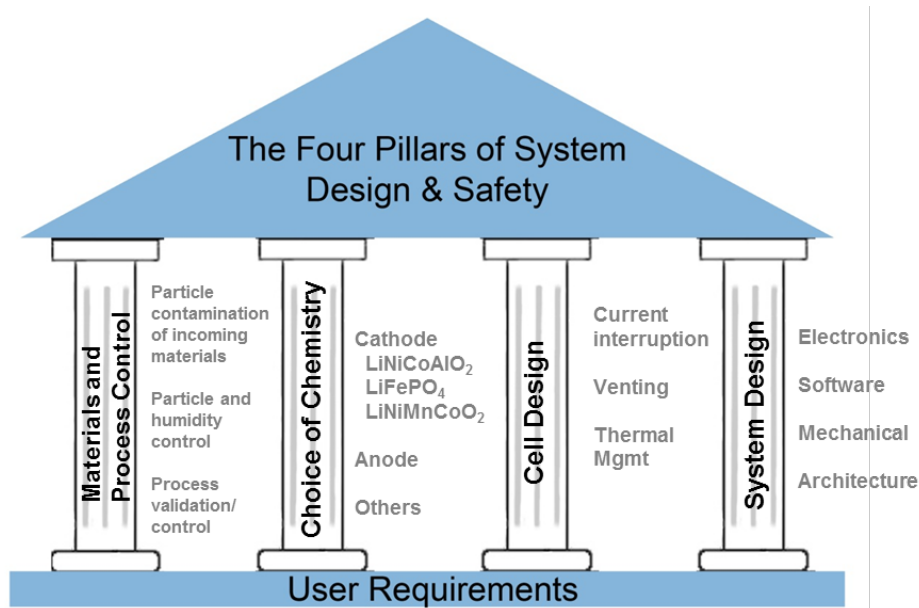 The Four Pillars of System
Design & Safety
Materials and
Process Control
Particle
contamination
of incoming
materials
Particle and
humidity
control
Process
validation/
control
Choice of Chemistry
Cathode
LiNiCoAlO₂
LiFePO₄
LiNiMnCoO₂
Anode
Others
Cell Design
Current
interruption
Venting
Thermal
Mgmt
System Design
Electronics
Software
Mechanical
Architecture
User Requirements